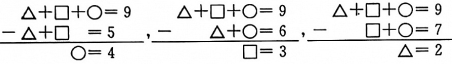 △+□+○=9 △+□+○=9 △+□+○=9
－ △+□ =5 , － △+○=6 , － □+○=7
○=4 □=3 △=2